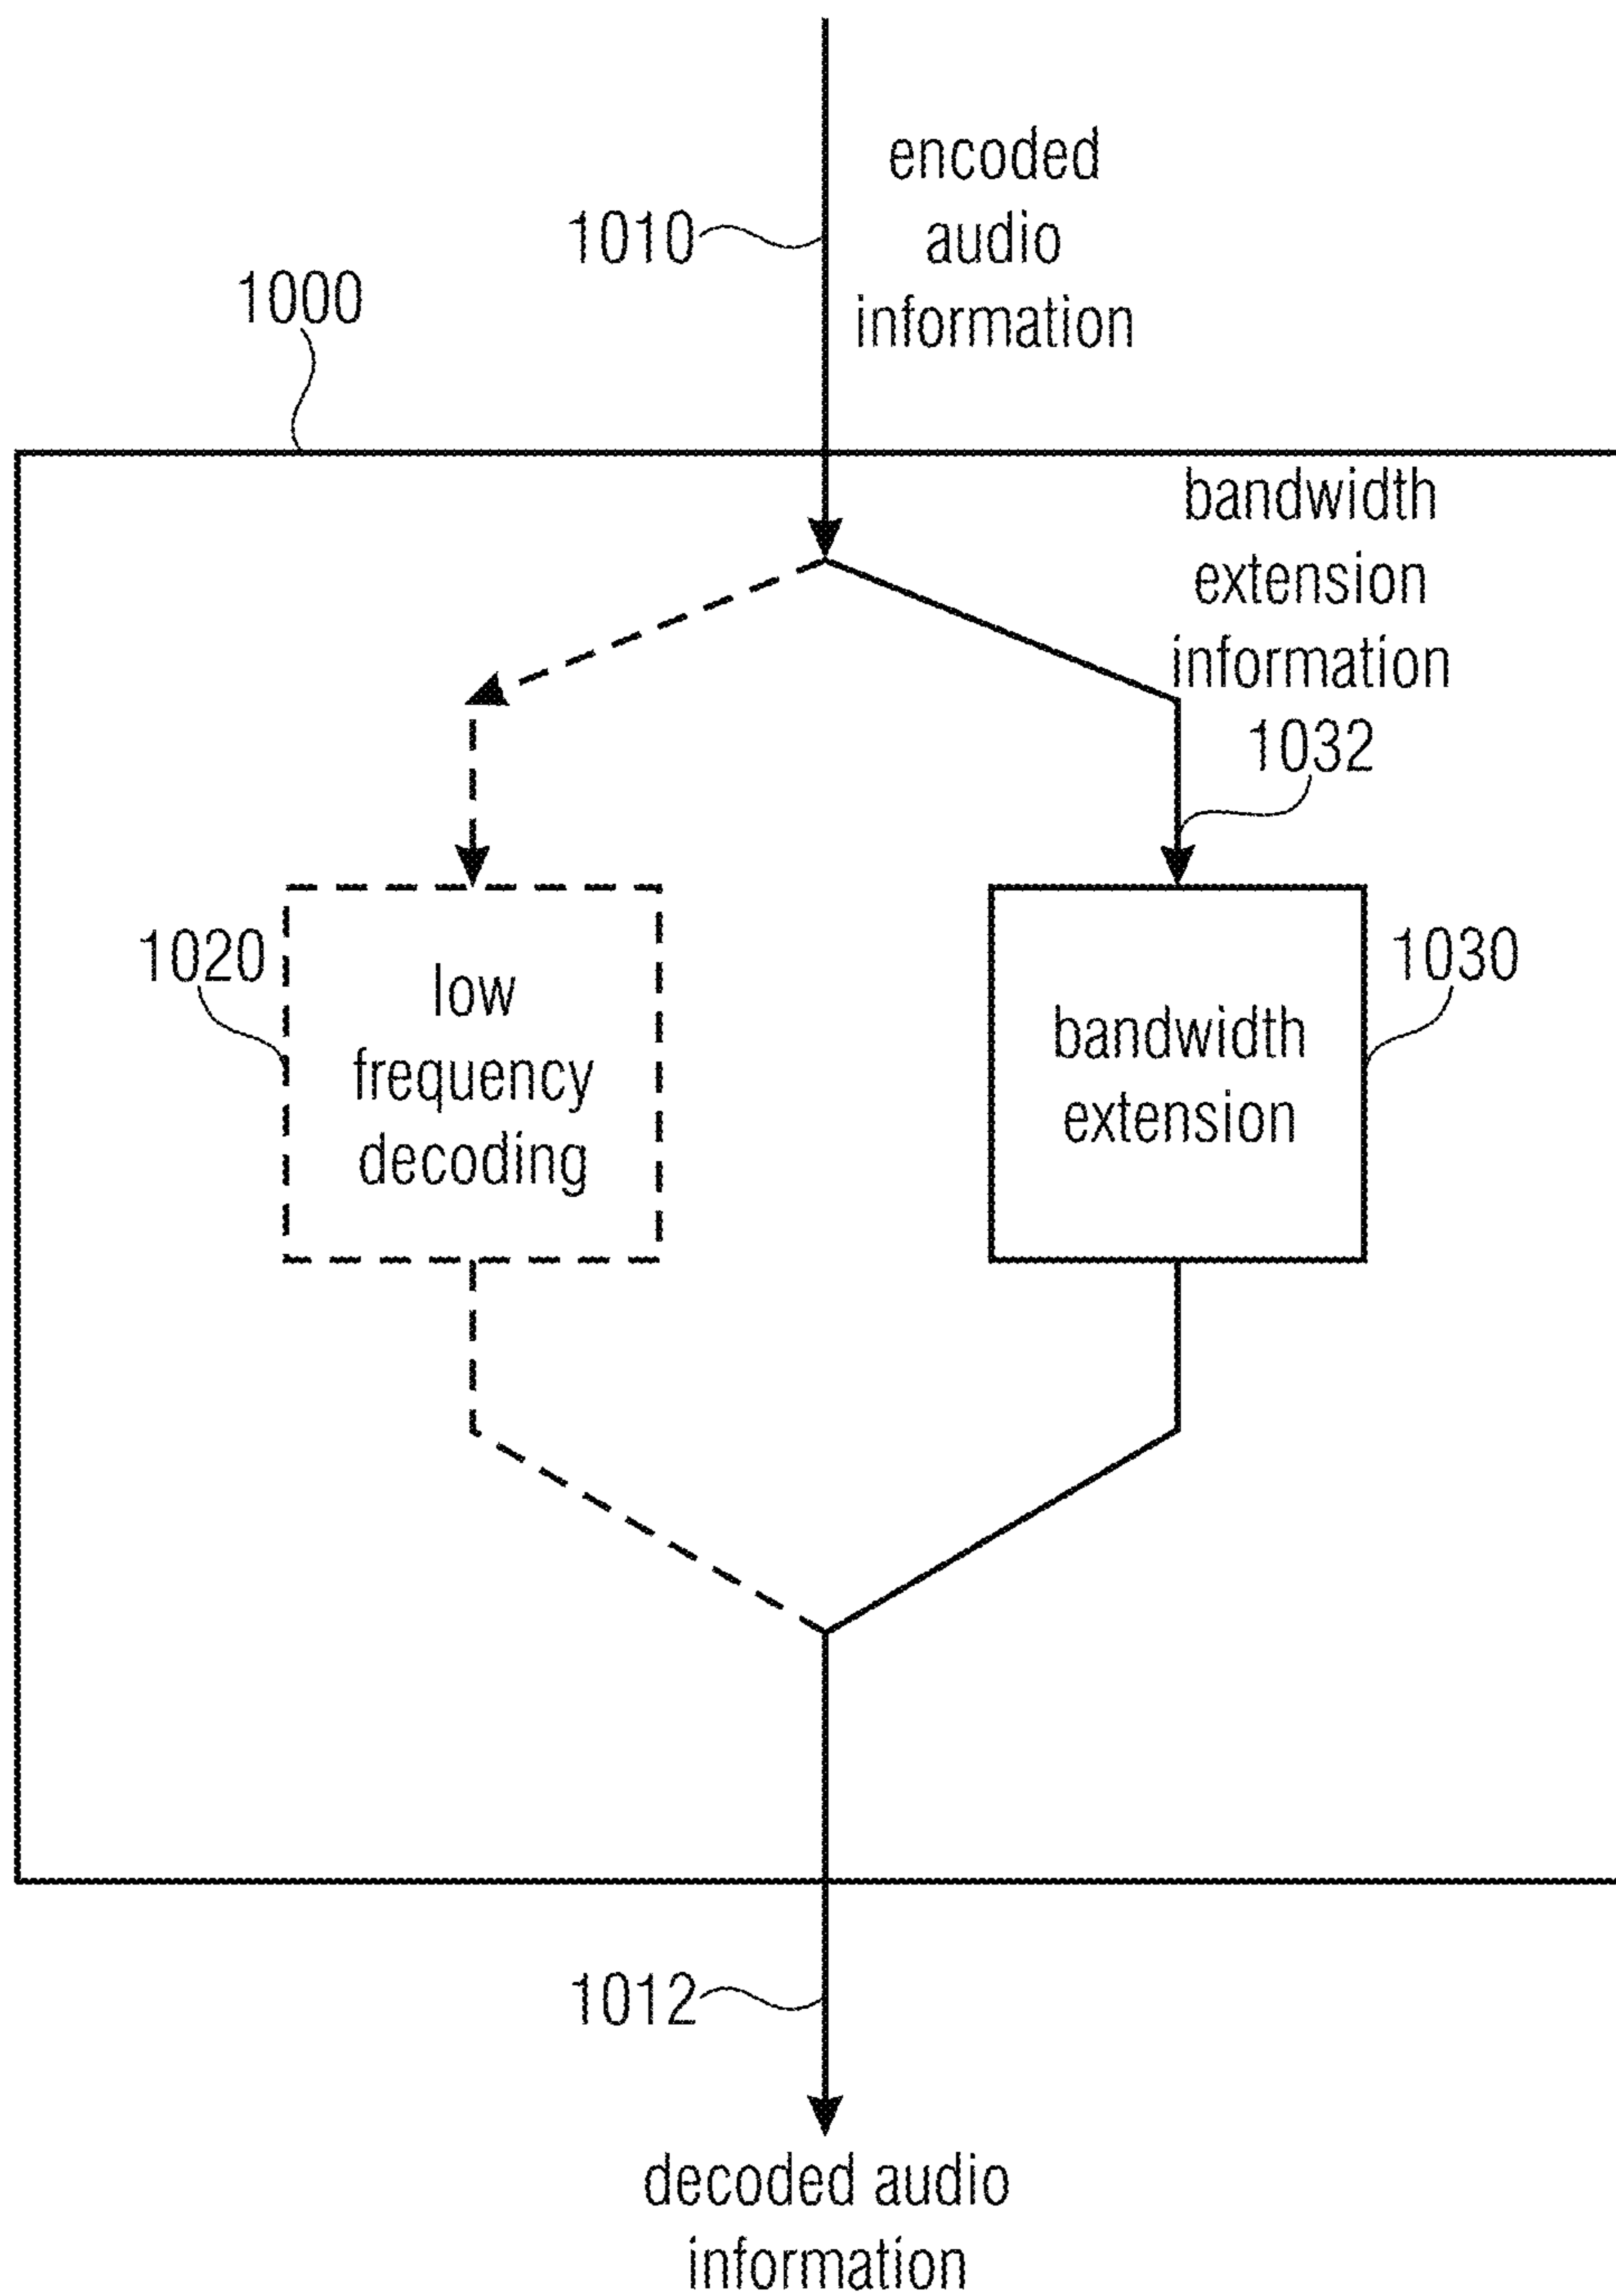 encoded
1010
audio
information
1000
bandwidth
extension
information
1032
1020
low
frequency
decoding
1030
bandwidth
extension
1012
decoded audio
information